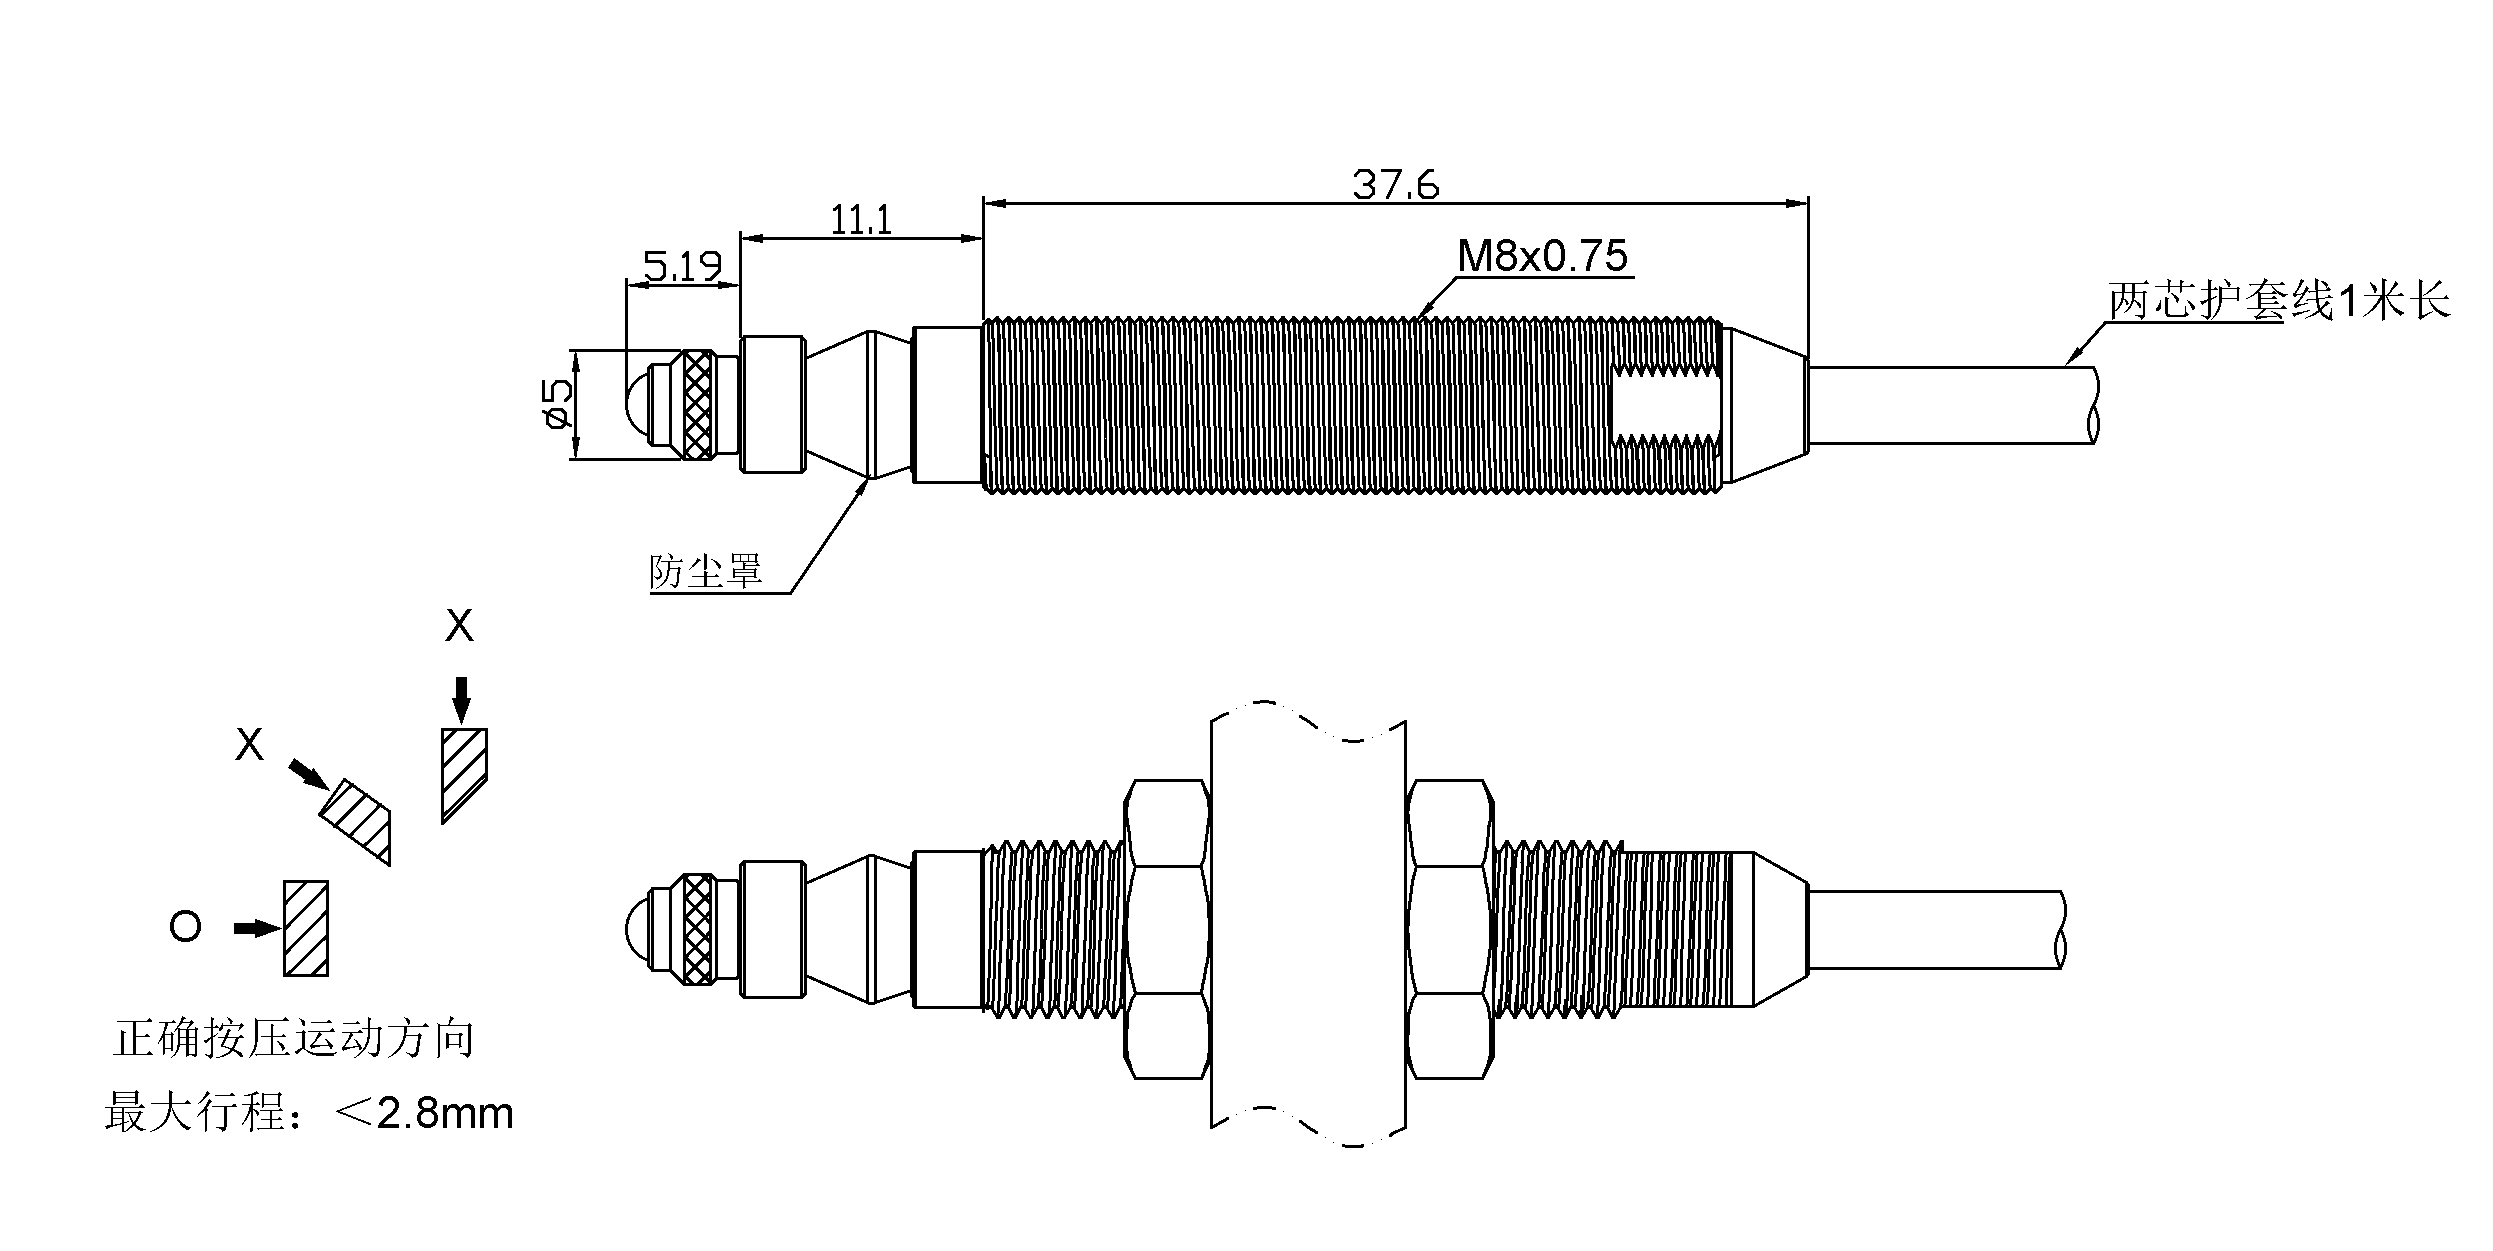 37.6
11.1
5.19
M8x0.75
两芯护套线1米长
ø5
防尘罩
X
X
O
正确按压运动方向
最大行程：＜2.8mm